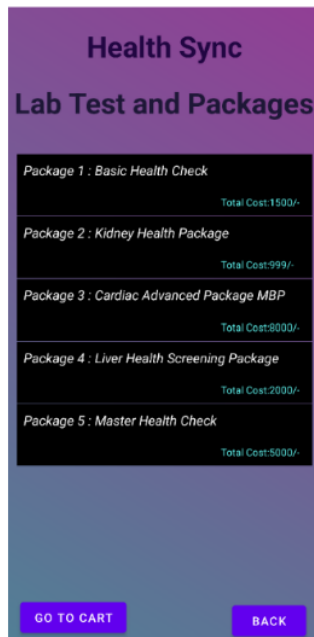 Health Sync
Lab Test and Packages
Package 1 : Basic Health Check
Total Cost:1500/-
Package 2 : Kidney Health Package
Total Cost:999/-
Package 3 : Cardiac Advanced Package MBP
Total Cost:8000/-
Package 4 : Liver Health Screening Package
Total Cost:2000/-
Package 5 : Master Health Check
Total Cost:5000/-
GO TO CART
BACK